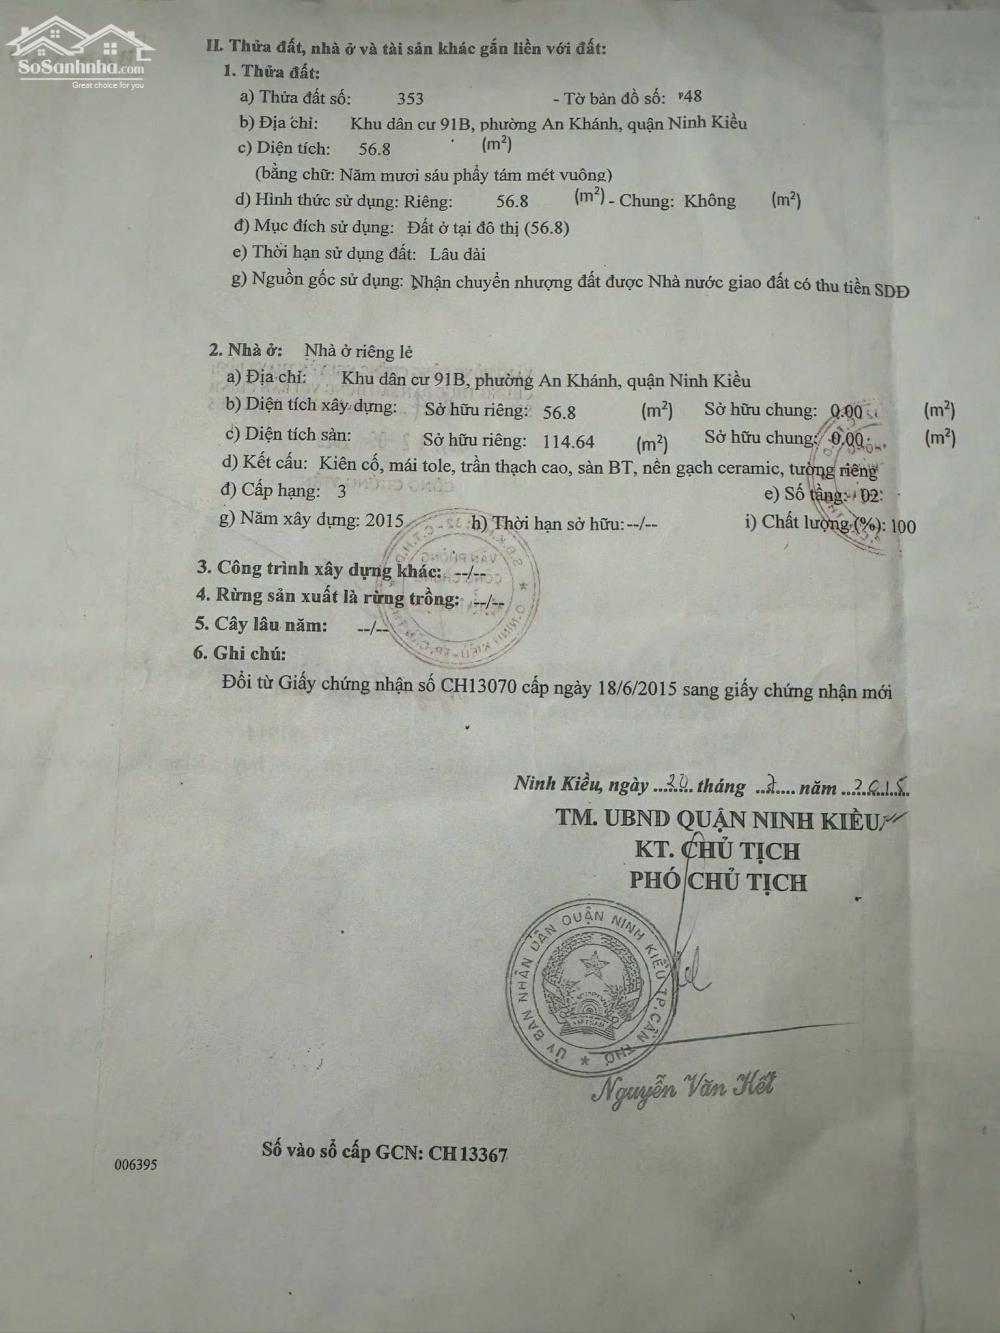 SoSanhnha.com
Great choice for you
II. Thửa đất, nhà ở và tài sản khác gắn liền với đất:
1. Thửa đất:
a) Thửa đất số: 353 - Tờ bản đồ số: 48
b) Địa chỉ: Khu dân cư 91B, phường An Khánh, quận Ninh Kiều
c) Diện tích: 56.8 (m²)
(bằng chữ: Năm mươi sáu phẩy tám mét vuông)
d) Hình thức sử dụng: Riêng: 56.8 (m²) - Chung: Không (m²)
đ) Mục đích sử dụng: Đất ở tại đô thị (56.8)
e) Thời hạn sử dụng đất: Lâu dài
g) Nguồn gốc sử dụng: Nhận chuyển nhượng đất được Nhà nước giao đất có thu tiền SDĐ
2. Nhà ở: Nhà ở riêng lẻ
a) Địa chỉ: Khu dân cư 91B, phường An Khánh, quận Ninh Kiều
b) Diện tích xây dựng: Sở hữu riêng: 56.8 (m²) Sở hữu chung: 0.00 (m²)
c) Diện tích sàn: Sở hữu riêng: 114.64 (m²) Sở hữu chung: 0.00 (m²)
d) Kết cấu: Kiên cố, mái tole, trần thạch cao, sàn BT, nền gạch ceramic, tường riêng
đ) Cấp hạng: 3 e) Số tầng: 02
g) Năm xây dựng: 2015 h) Thời hạn sở hữu: --/-- i) Chất lượng (%): 100
3. Công trình xây dựng khác: --/--
4. Rừng sản xuất là rừng trồng: --/--
5. Cây lâu năm: --/--
6. Ghi chú:
Đổi từ Giấy chứng nhận số CH13070 cấp ngày 18/6/2015 sang giấy chứng nhận mới
Ninh Kiều, ngày ...... tháng ..7.... năm ..2015..
TM. UBND QUẬN NINH KIỀU
KT. CHỦ TỊCH
PHÓ CHỦ TỊCH
ỦY BAN NHÂN DÂN QUẬN NINH KIỀU TP.CẦN THƠ
VIỆT NAM
Nguyễn Văn Kết
Số vào sổ cấp GCN: CH13367
006395